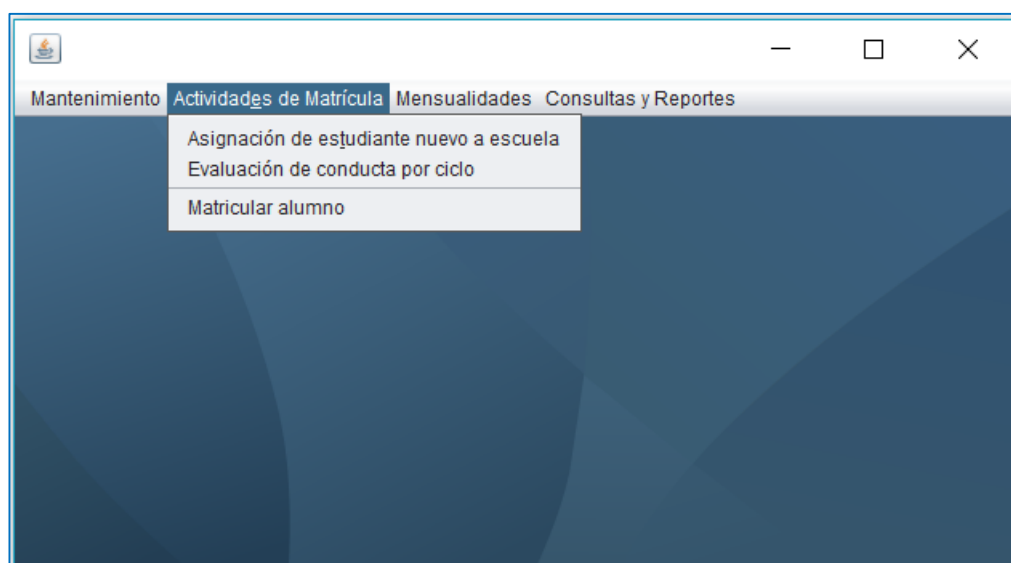 Mantenimiento Actividades de Matrícula Mensualidades Consultas y Reportes
Asignación de estudiante nuevo a escuela
Evaluación de conducta por ciclo
Matricular alumno